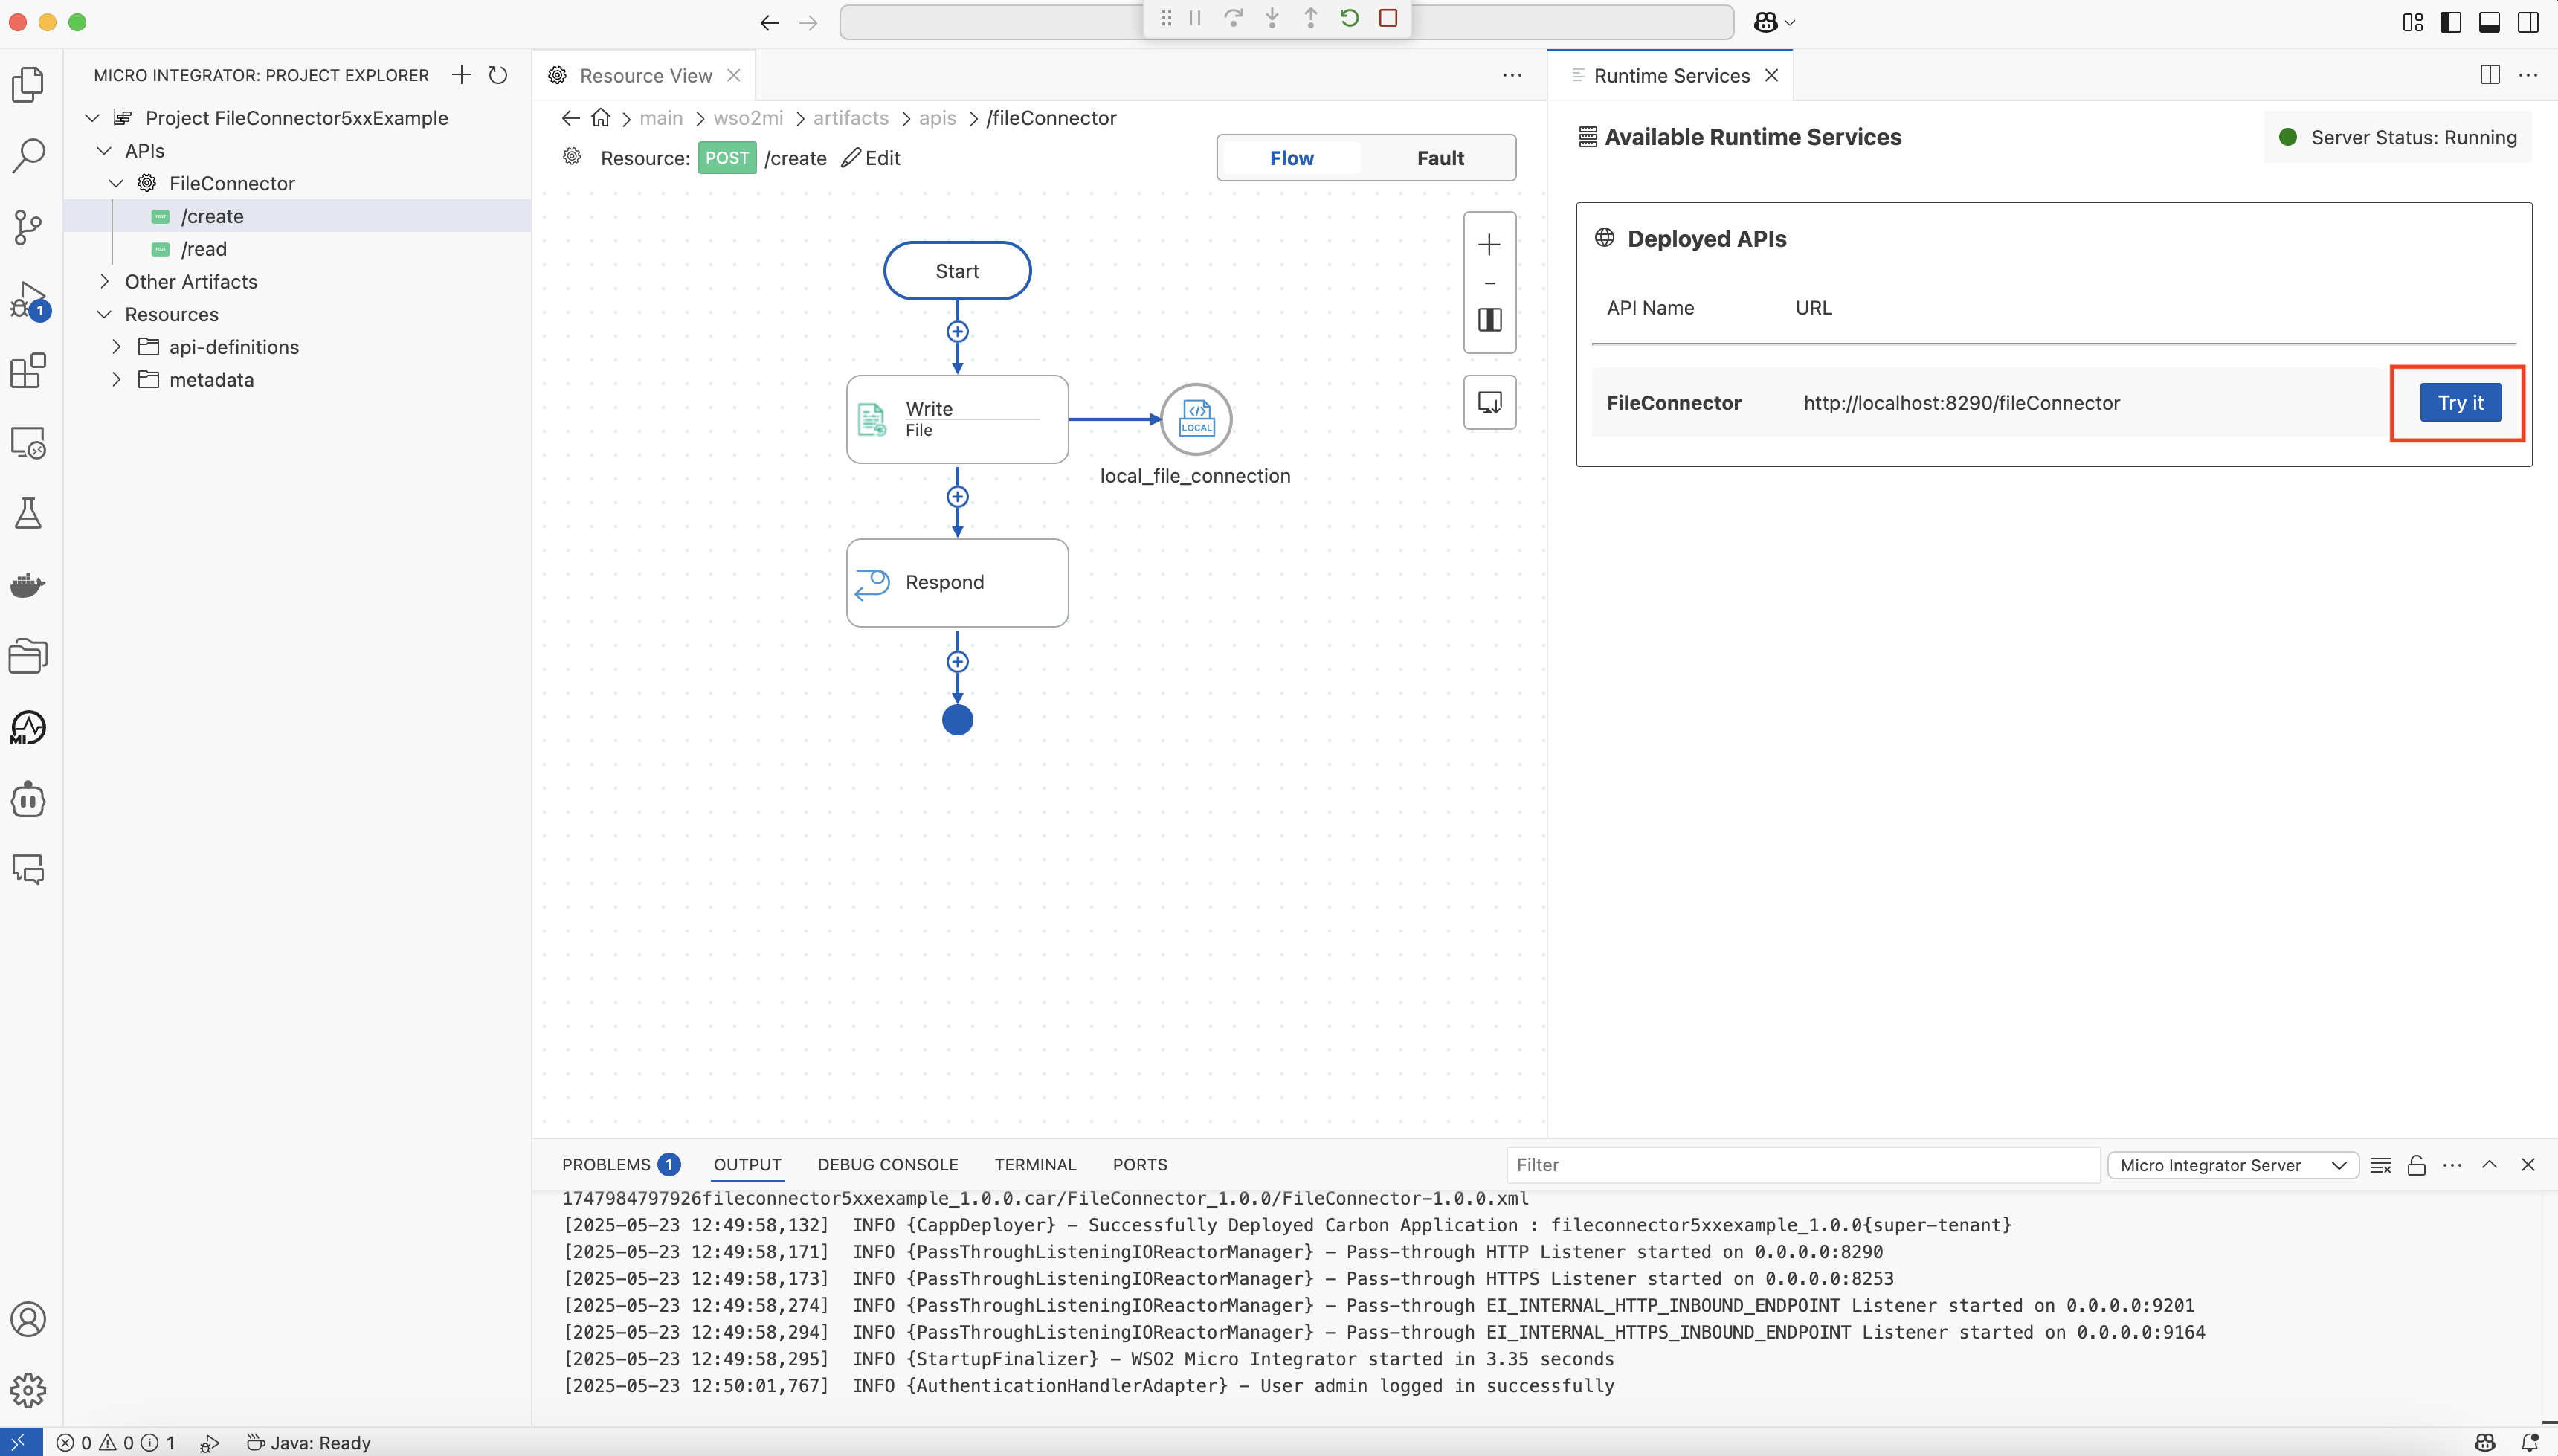 MICRO INTEGRATOR: PROJECT EXPLORER
Project FileConnector5xxExample
APIs
FileConnector
/create
/read
Other Artifacts
Resources
api-definitions
metadata
1
MI
Resource View
main > wso2mi > artifacts > apis > /fileConnector
Resource: POST /create Edit
Flow Fault
Start
Write
File
LOCAL
local_file_connection
Respond
Runtime Services
Available Runtime Services
Server Status: Running
Deployed APIs
API Name URL
FileConnector http://localhost:8290/fileConnector Try it
PROBLEMS 1 OUTPUT DEBUG CONSOLE TERMINAL PORTS
Filter
Micro Integrator Server
1747984797926fileconnector5xxexample_1.0.0.car/FileConnector_1.0.0/FileConnector-1.0.0.xml
[2025-05-23 12:49:58,132]  INFO {CappDeployer} – Successfully Deployed Carbon Application : fileconnector5xxexample_1.0.0{super-tenant}
[2025-05-23 12:49:58,171]  INFO {PassThroughListeningIOReactorManager} – Pass-through HTTP Listener started on 0.0.0.0:8290
[2025-05-23 12:49:58,173]  INFO {PassThroughListeningIOReactorManager} – Pass-through HTTPS Listener started on 0.0.0.0:8253
[2025-05-23 12:49:58,274]  INFO {PassThroughListeningIOReactorManager} – Pass-through EI_INTERNAL_HTTP_INBOUND_ENDPOINT Listener started on 0.0.0.0:9201
[2025-05-23 12:49:58,294]  INFO {PassThroughListeningIOReactorManager} – Pass-through EI_INTERNAL_HTTPS_INBOUND_ENDPOINT Listener started on 0.0.0.0:9164
[2025-05-23 12:49:58,295]  INFO {StartupFinalizer} – WSO2 Micro Integrator started in 3.35 seconds
[2025-05-23 12:50:01,767]  INFO {AuthenticationHandlerAdapter} – User admin logged in successfully
0 0 1 Java: Ready